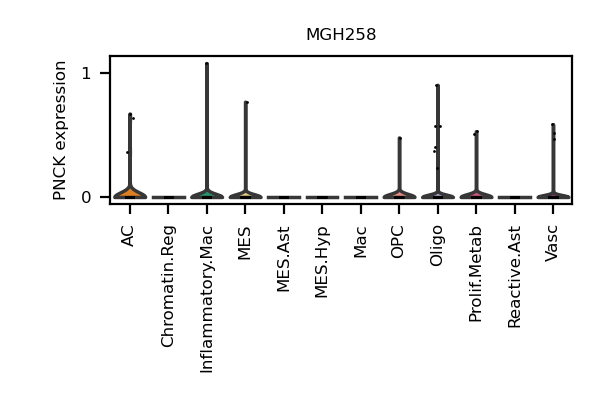 MGH258
PNCK expression
1
0
AC
Chromatin.Reg
Inflammatory.Mac
MES
MES.Ast
MES.Hyp
Mac
OPC
Oligo
Prolif.Metab
Reactive.Ast
Vasc